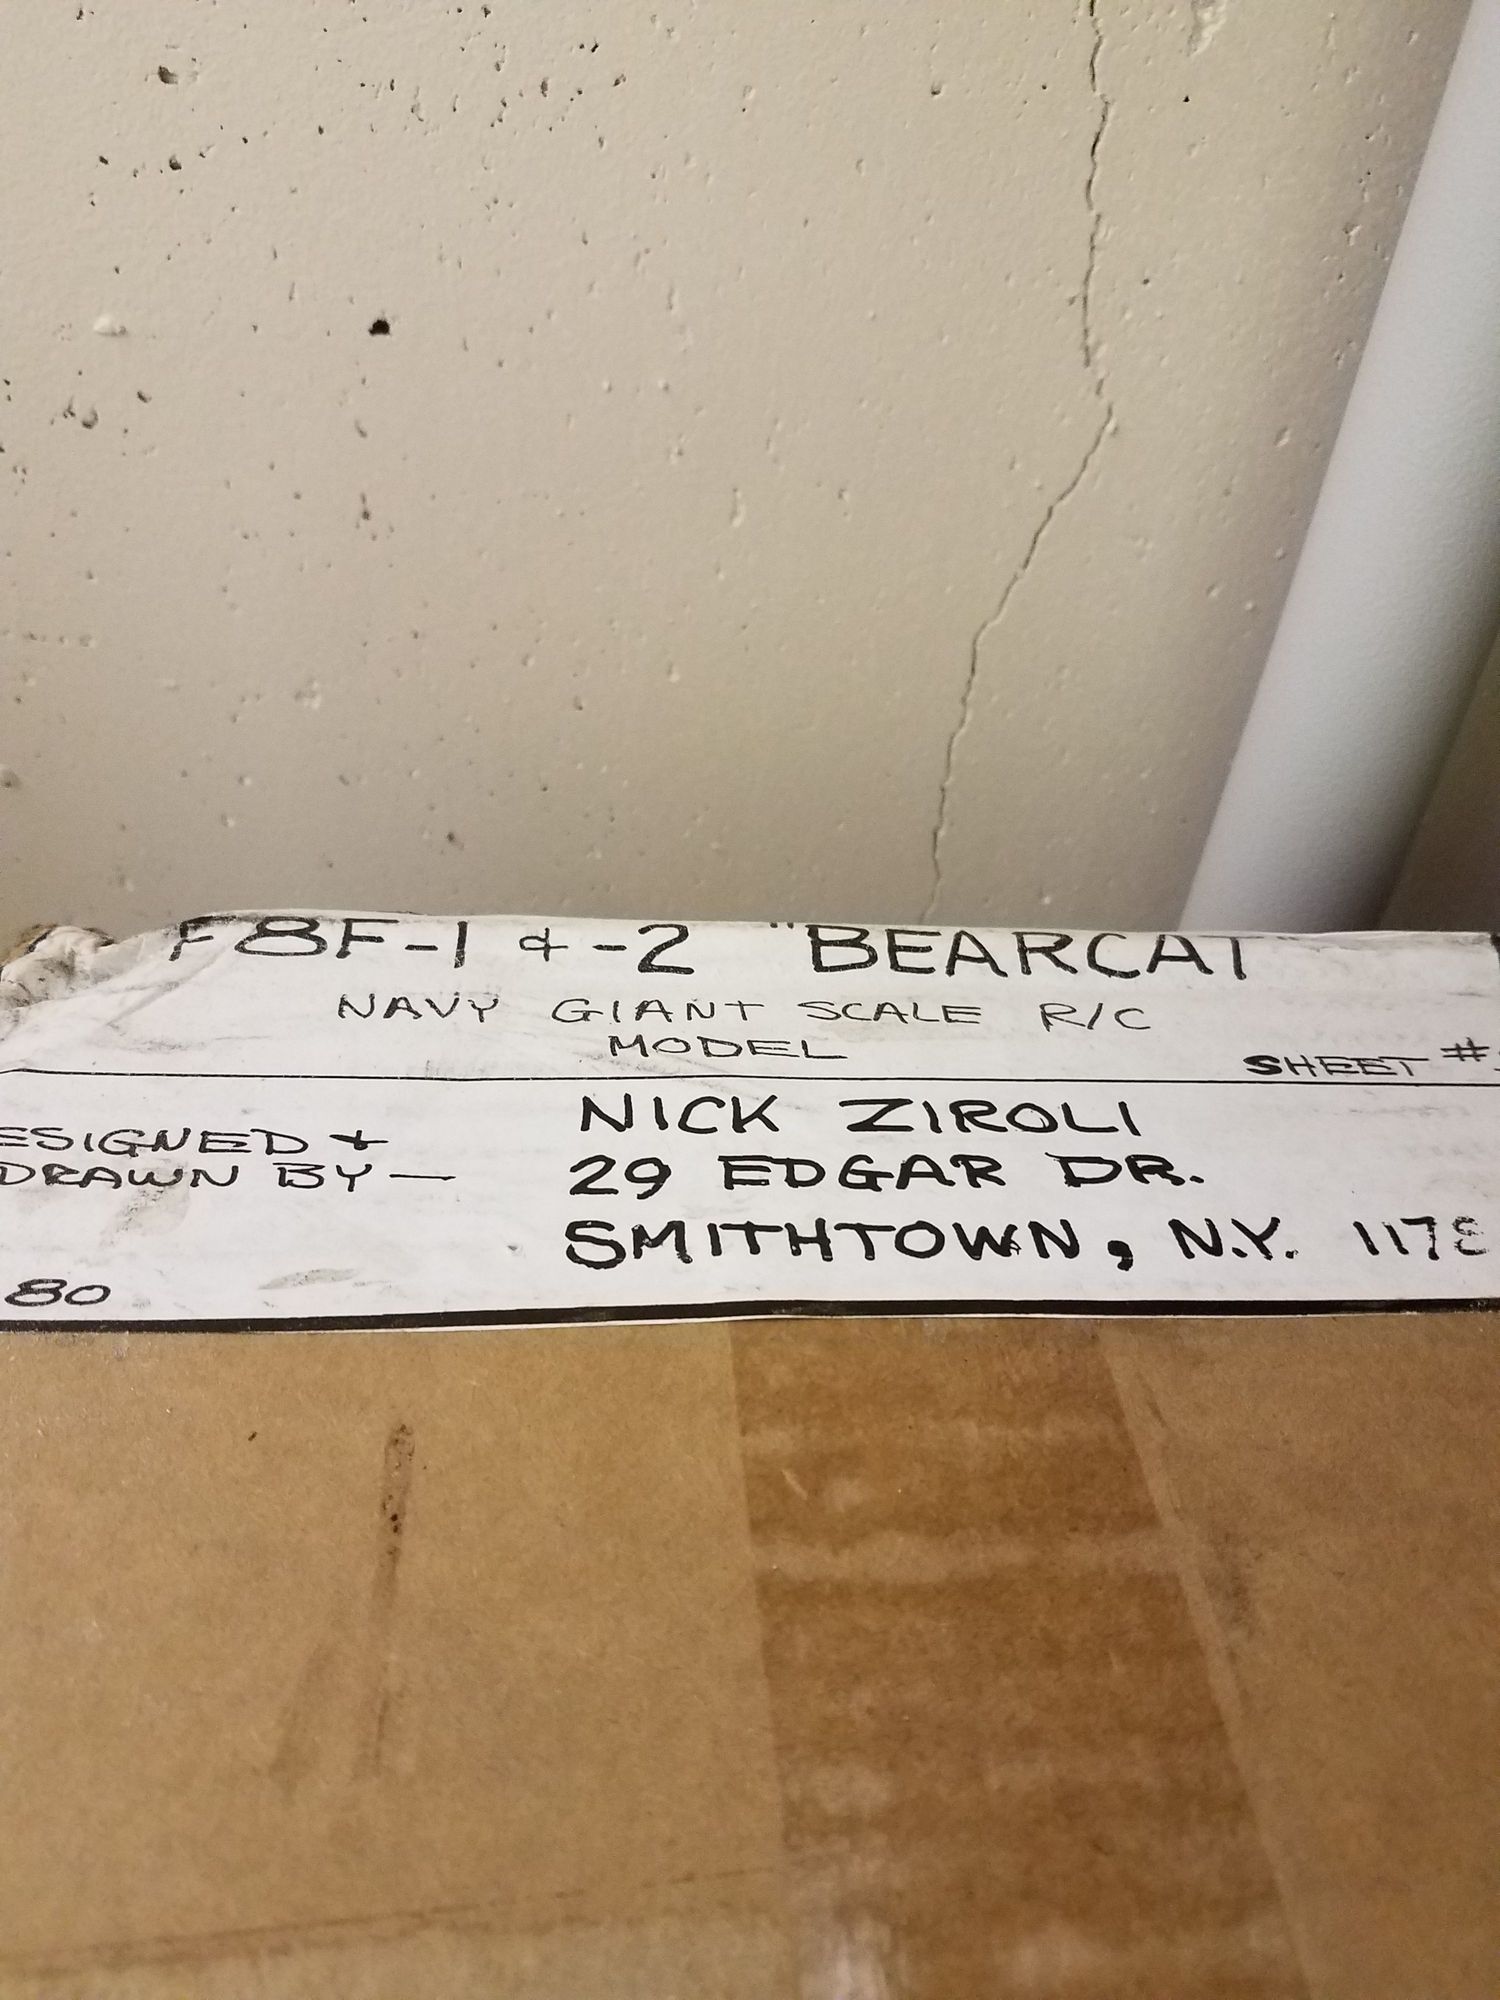 F8F-1 & -2 "BEARCAT"
NAVY GIANT SCALE R/C
MODEL
SHEET #
ESIGNED &
DRAWN BY—
NICK ZIROLI
29 EDGAR DR.
SMITHTOWN, N.Y. 1178
80